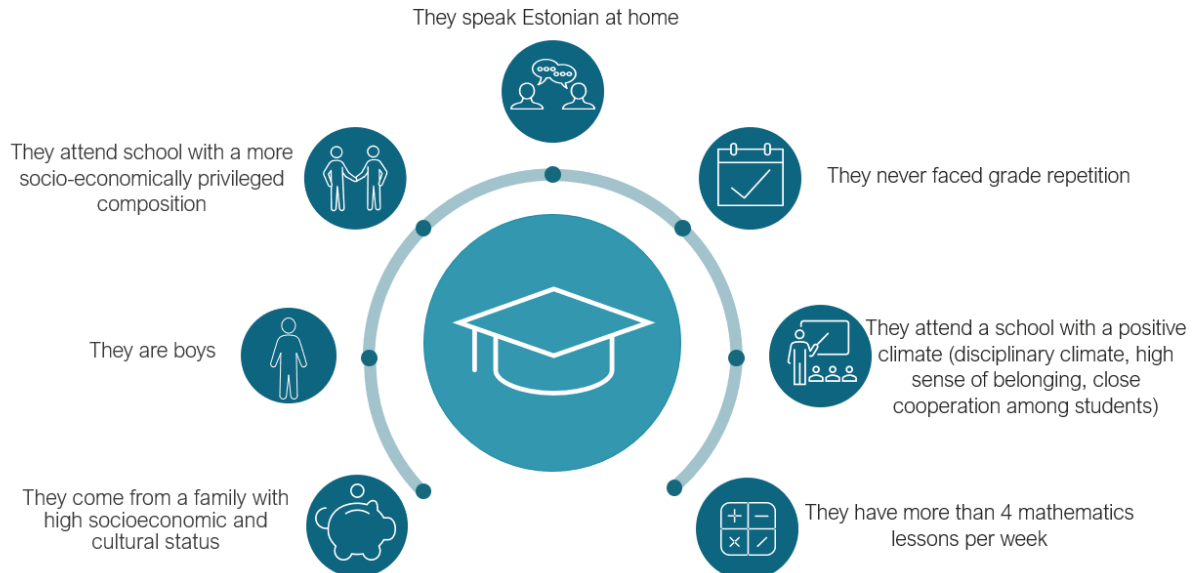 They speak Estonian at home
They attend school with a more
socio-economically privileged
composition
They never faced grade repetition
They are boys
They attend a school with a positive
climate (disciplinary climate, high
sense of belonging, close
cooperation among students)
They come from a family with
high socioeconomic and
cultural status
They have more than 4 mathematics
lessons per week